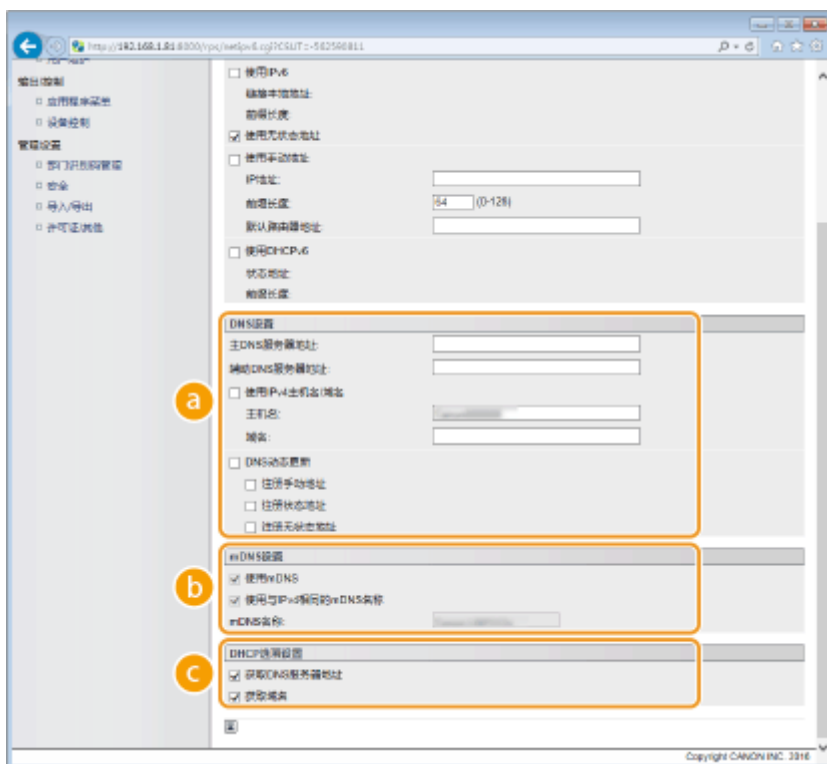 http://192.168.1.81:8000/rps/nwtipv6.cgi?CGUT=-562596811
用户维护
输出/控制
应用程序菜单
设备控制
管理设置
部门识别码管理
安全
导入/导出
许可证/其他
使用IPv6
链接本地地址:
前缀长度:
使用无状态地址
使用手动地址
IP地址:
前缀长度: 64 (0-128)
默认路由器地址:
使用DHCPv6
状态地址:
前缀长度:
a
DNS设置
主DNS服务器地址:
辅助DNS服务器地址:
使用IPv4主机名/域名
主机名:
域名:
DNS动态更新
注册手动地址
注册状态地址
注册无状态地址
b
mDNS设置
使用mDNS
使用与IPv4相同的mDNS名称
mDNS名称:
c
DHCP选项设置
获取DNS服务器地址
获取域名
Copyright CANON INC. 2016